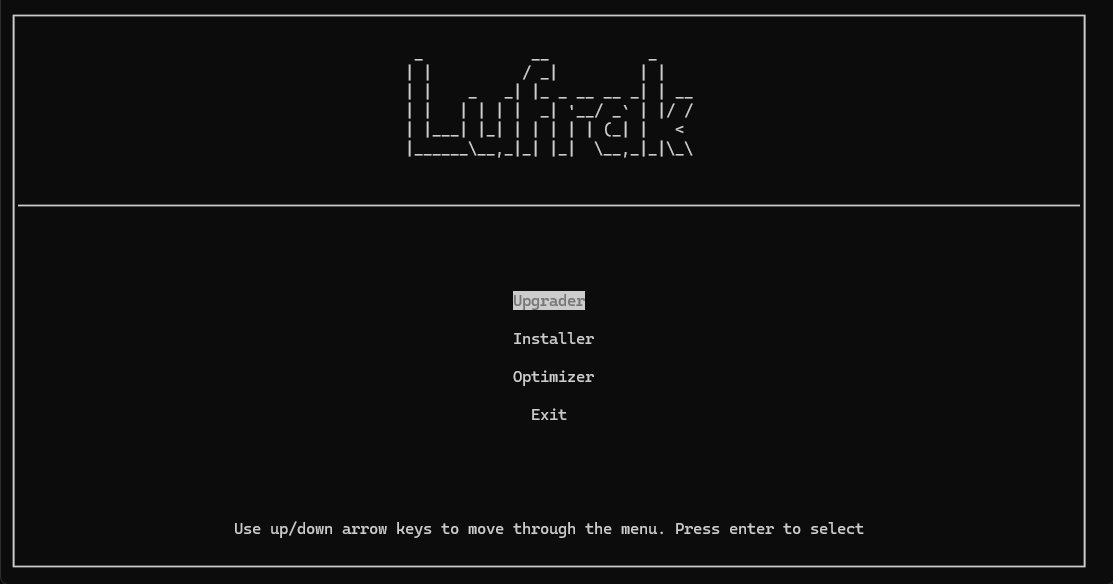 Lufrak
Upgrader
Installer
Optimizer
Exit
Use up/down arrow keys to move through the menu. Press enter to select